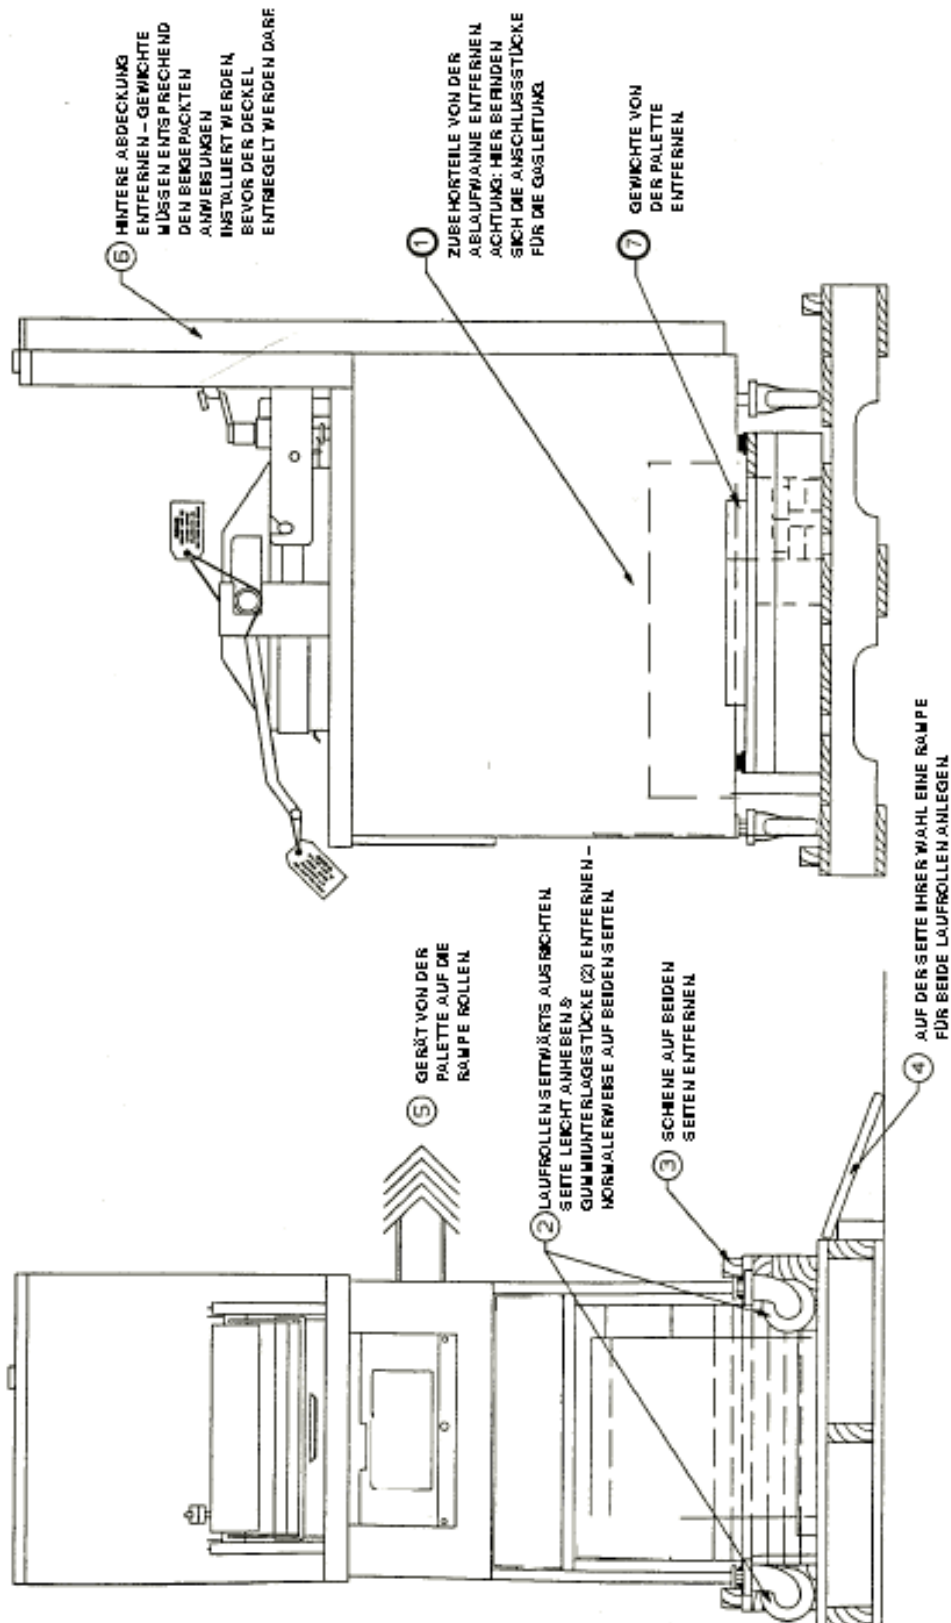 6
HINTERE ABDECKUNG
ENTFERNEN – GEWICHTE
MÜSSEN ENTSPRECHEND
DEN BEIGEPACKTEN
ANWEISUNGEN
INSTALLIERT WERDEN,
BEVOR DER DECKEL
ENTRIEGELT WERDEN DARF.
1
ZUBEHORTEILE VON DER
ABLAUFWANNE ENTFERNEN.
ACHTUNG: HIER BEFINDEN
SICH DIE ANSCHLUSSSTÜCKE
FÜR DIE GASLEITUNG.
7
GEWICHTE VON
DER PALETTE
ENTFERNEN.
5
GERÄT VON DER
PALETTE AUF DIE
RAMPE ROLLEN.
2
LAUFROLLEN SEITWÄRTS AUSRICHTEN.
SEITE LEICHT ANHEBEN &
GUMMIUNTERLAGESTÜCKE (2) ENTFERNEN –
NORMALERWEISE AUF BEIDEN SEITEN.
3
SCHIENE AUF BEIDEN
SEITEN ENTFERNEN.
4
AUF DER SEITE IHRER WAHL EINE RAMPE
FÜR BEIDE LAUFROLLEN ANLEGEN.